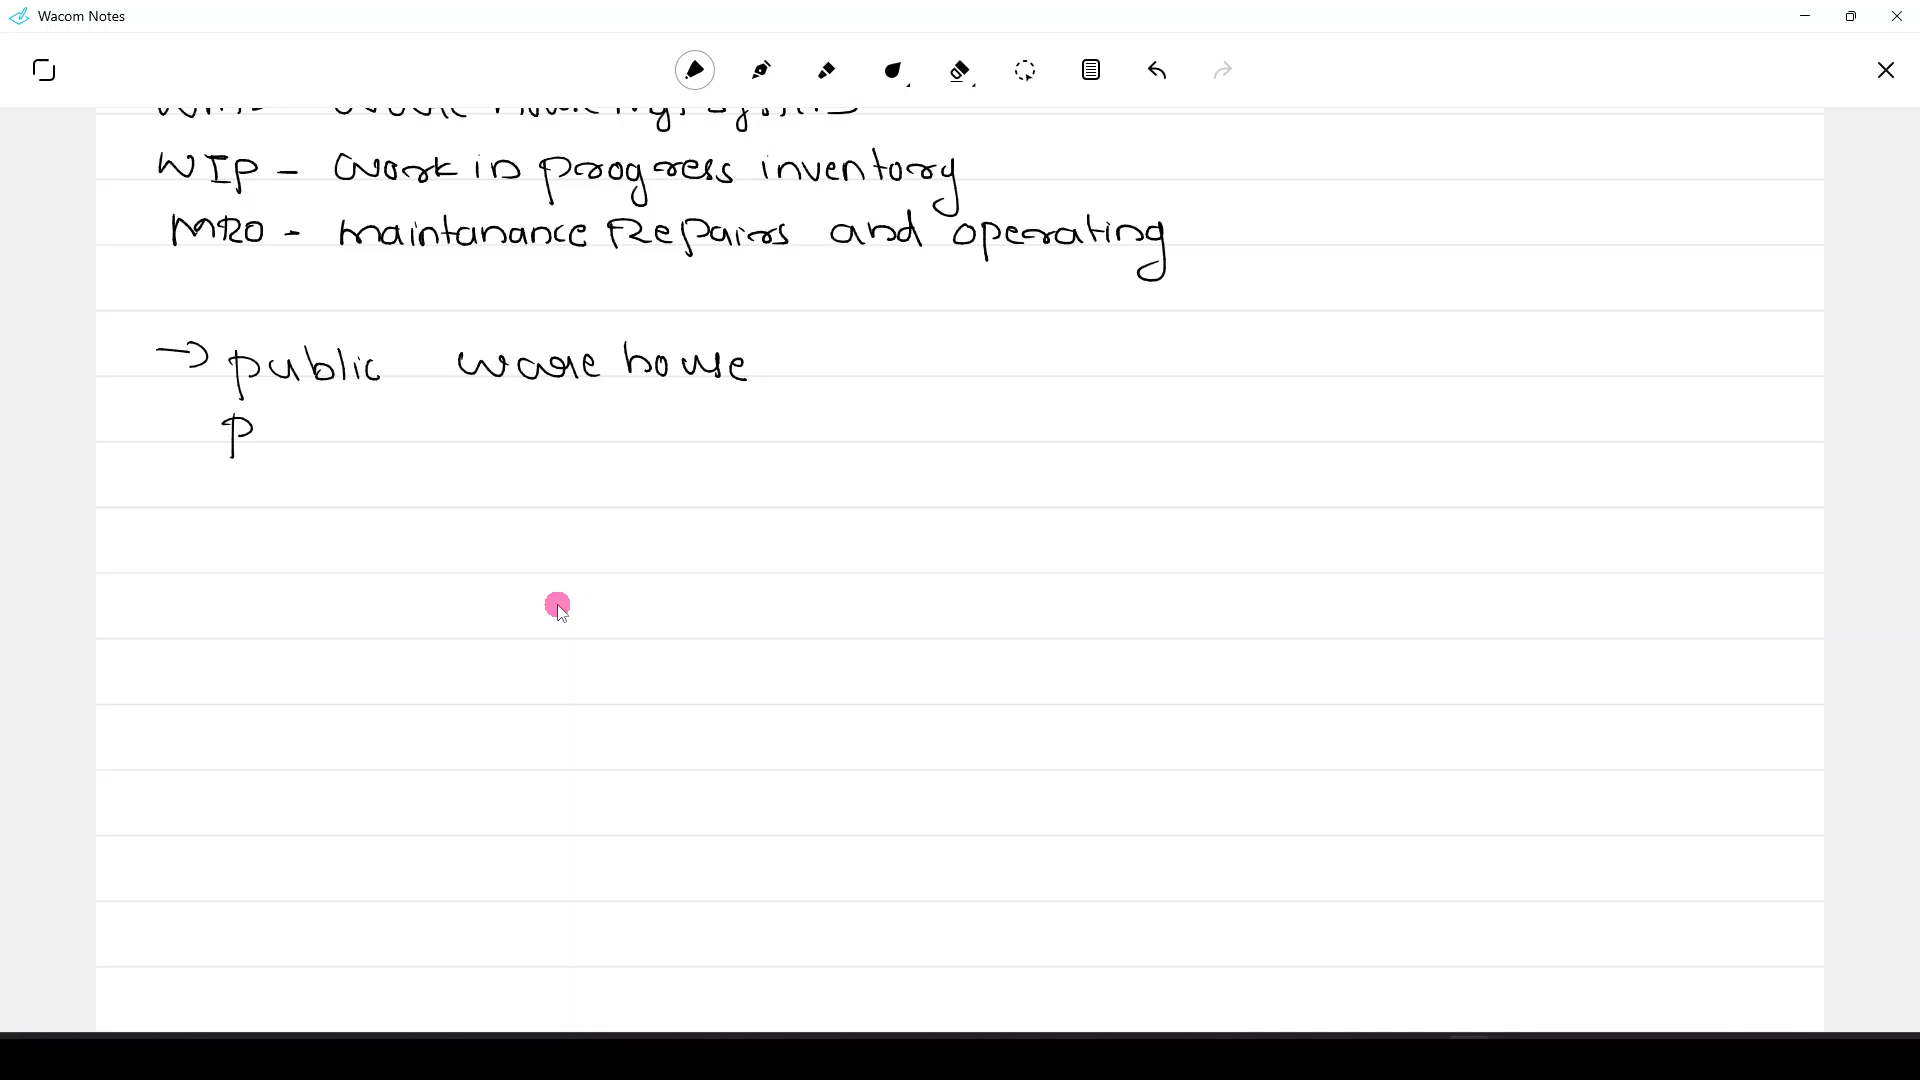 Wacom Notes
WIP - Work in progress inventory
MRO - maintanance Repairs and operating
→ public ware house
P